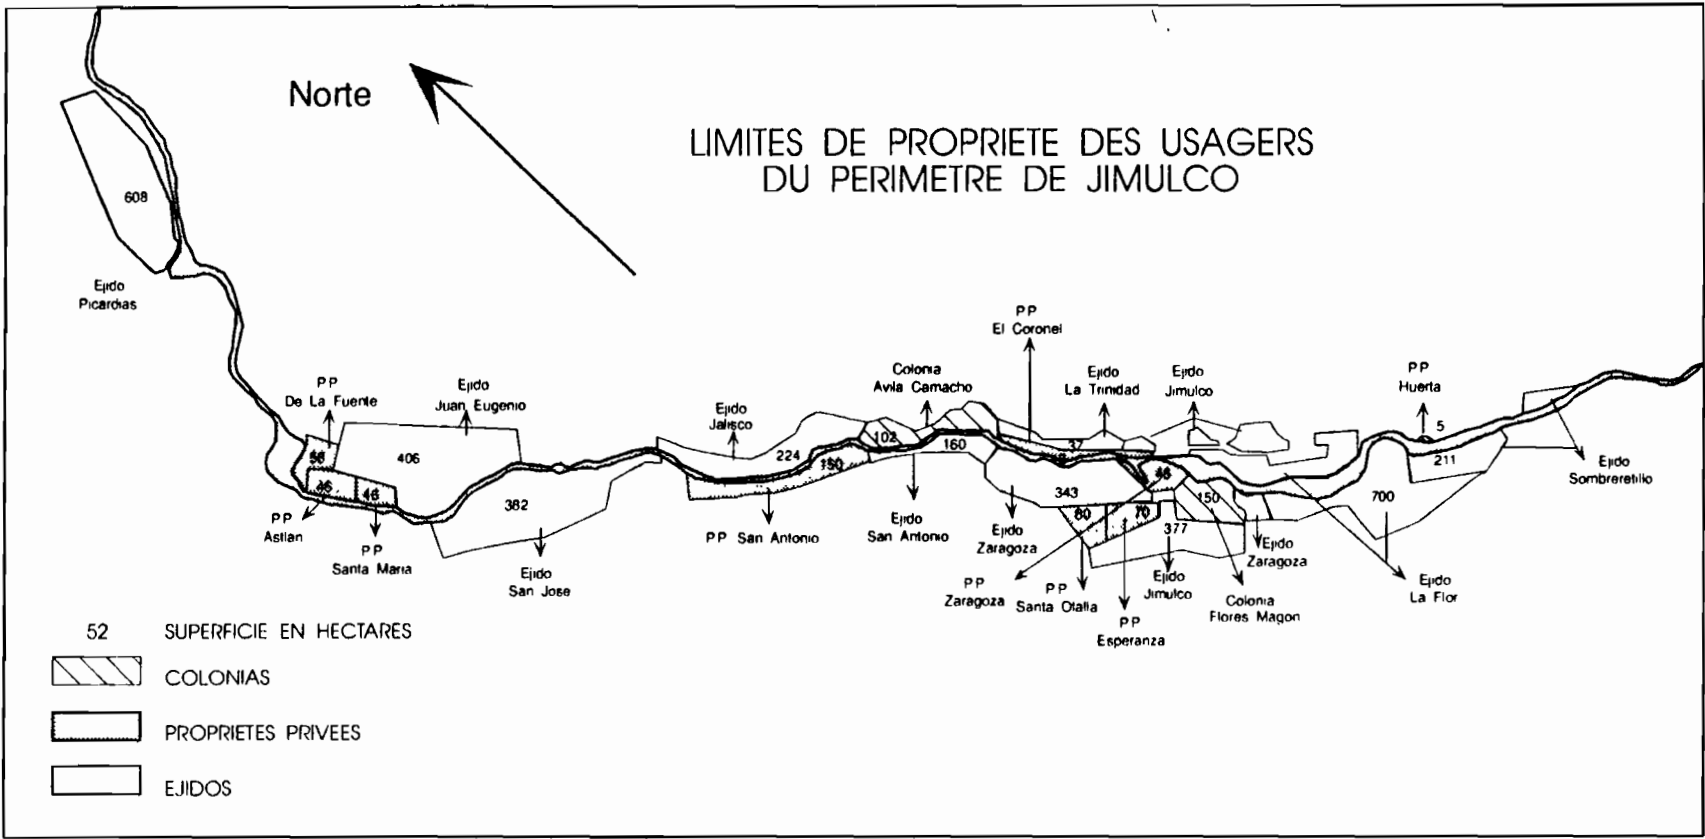 Norte
LIMITES DE PROPRIETE DES USAGERS
DU PERIMETRE DE JIMULCO
608
Ejido
Picardias
PP
De La Fuente
Ejido
Juan Eugenio
406
46
46
PP
Astlan
PP
Santa Maria
382
Ejido
San Jose
Ejido
Jalisco
224
150
PP San Antonio
102
Colonia
Avila Camacho
160
Ejido
San Antonio
PP
El Coronel
37
Ejido
La Trinidad
Ejido
Jimulco
343
Ejido
Zaragoza
80
70
46
150
377
PP
Zaragoza
PP
Santa Olalla
PP
Esperanza
Ejido
Jimulco
Colonia
Flores Magon
Ejido
Zaragoza
700
Ejido
La Flor
PP
Huerta
5
211
Ejido
Sombreretillo
52 SUPERFICIE EN HECTARES
COLONIAS
PROPRIETES PRIVEES
EJIDOS